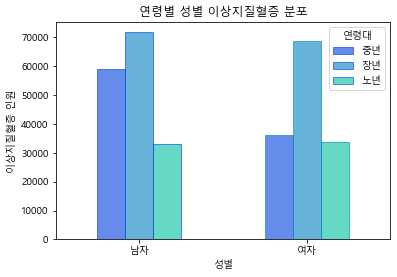 연령별 성별 이상지질혈증 분포
연령대
중년
장년
노년
이상지질혈증 인원
70000
60000
50000
40000
30000
20000
10000
0
남자
여자
성별